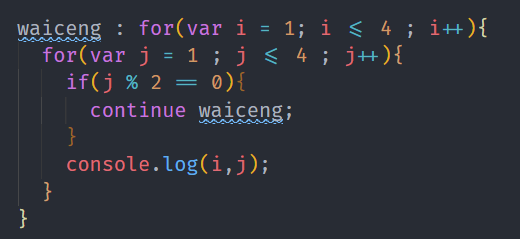 waiceng : for(var i = 1; i <= 4 ; i++){
for(var j = 1 ; j <= 4 ; j++){
if(j % 2 == 0){
continue waiceng;
}
console.log(i,j);
}
}